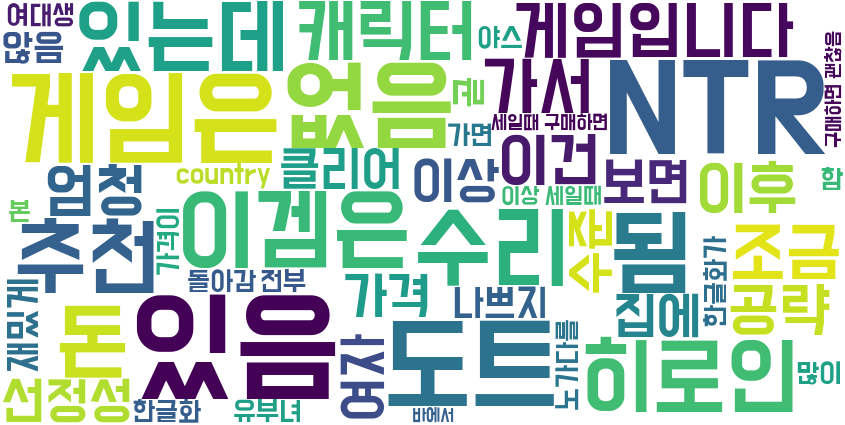 여대생
있는데
캐릭터
야스
게임입니다
않음
게임은
없음
곧
가서
NTR
구매하면 괜찮음
세일때 구매하면
가면
이건
엄청
country
클리어
이상
이상 세일때
보면
이후
함
본
추천
가격이
이겜은
수리
수준
됨
조금
한글화가
돌아감 전부
재밌게
돈
있음
가격
나쁘지
집에
공략
여자
도트
노가다를
히로인
많이
선정성
한글화
유부녀
바에서